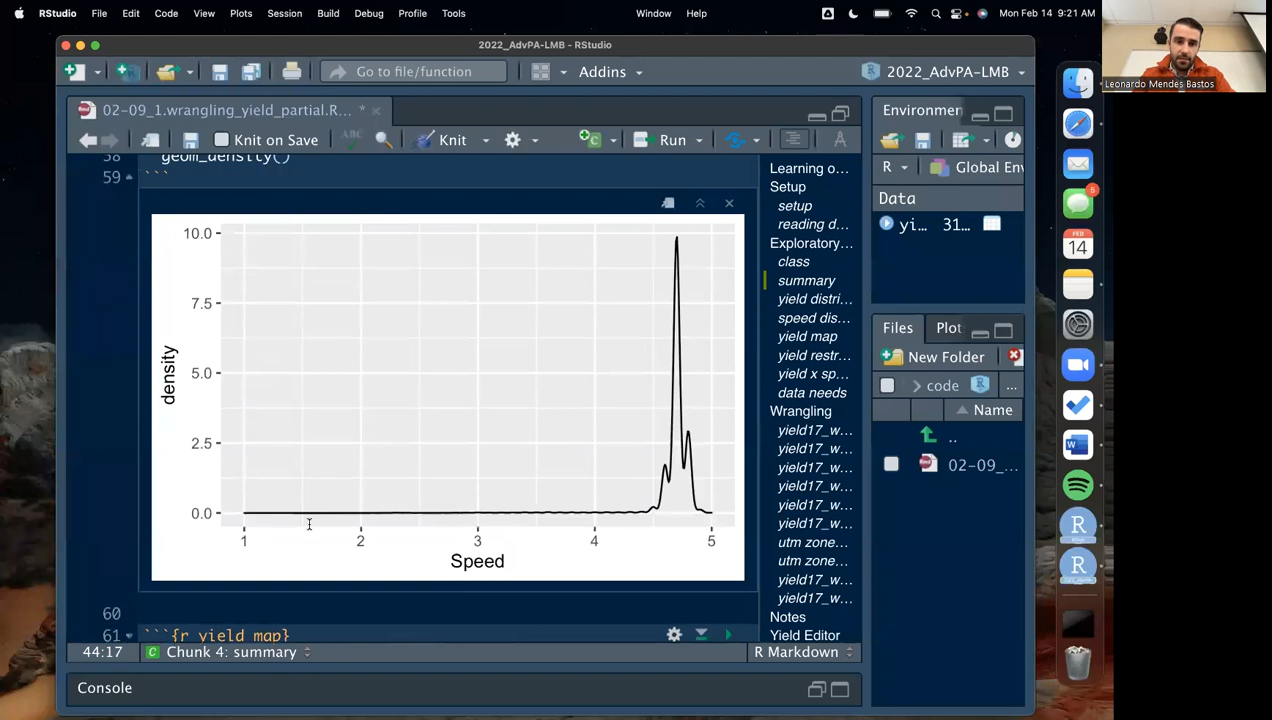 RStudio File Edit Code View Plots Session Build Debug Profile Tools Window Help Mon Feb 14 9:21 AM
2022_AdvPA-LMB - RStudio
Go to file/function Addins 2022_AdvPA-LMB
02-09_1.wrangling_yield_partial.R...
Knit on Save ABC Knit Run
58 geom_density()
59 ```
10.0
7.5
5.0
2.5
0.0
density
1 2 3 4 5
Speed
60
61 ```{r yield map}
44:17 C Chunk 4: summary R Markdown
Console
Learning o...
Setup
setup
reading d...
Exploratory...
class
summary
yield distri...
speed dis...
yield map
yield restr...
yield x sp...
data needs
Wrangling
yield17_w...
yield17_w...
yield17_w...
yield17_w...
yield17_w...
yield17_w...
utm zone...
utm zone...
yield17_w...
yield17_w...
Notes
Yield Editor
Environmen
R Global Env
Data
yi... 31...
Files Plot
New Folder
code ...
Name
..
02-09_...
Leonardo Mendes Bastos
6
FEB
14
W
R
R